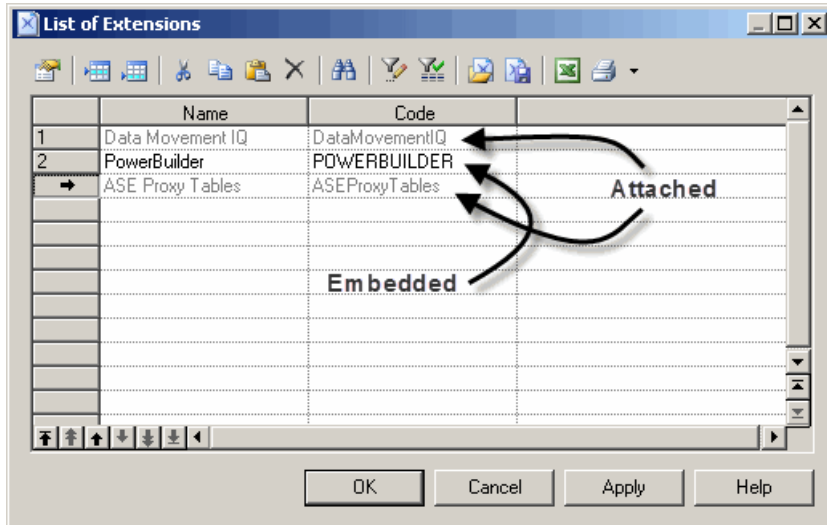 List of Extensions
Name Code
1 Data Movement IQ DataMovementIQ
2 PowerBuilder POWERBUILDER
ASE Proxy Tables ASEProxyTables
Attached
Embedded
OK Cancel Apply Help